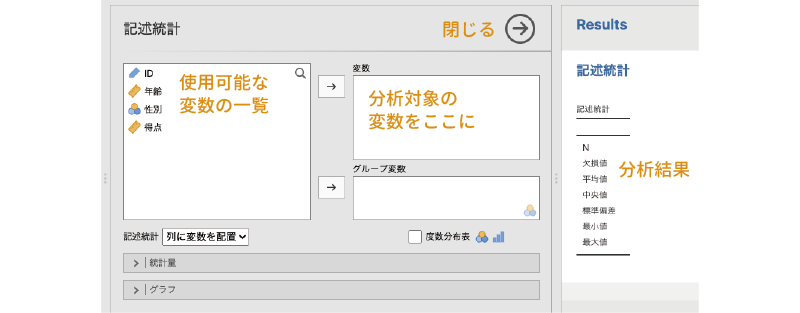 記述統計
閉じる
ID
年齢
性別
得点
使用可能な
変数の一覧
変数
分析対象の
変数をここに
グループ変数
記述統計 列に変数を配置
度数分布表
統計量
グラフ
Results
記述統計
記述統計
N
欠損値
平均値
中央値
標準偏差
最小値
最大値
分析結果